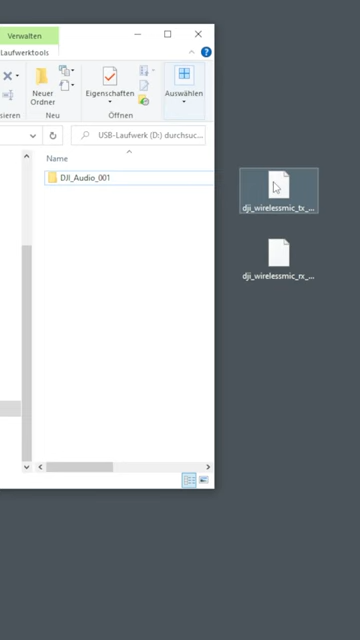 Verwalten
Laufwerktools
Neuer
Ordner
Eigenschaften
Auswählen
sieren
Neu
Öffnen
USB-Laufwerk (D:) durchsuc...
Name
DJI_Audio_001
dji_wirelessmic_tx_...
dji_wirelessmic_rx_...